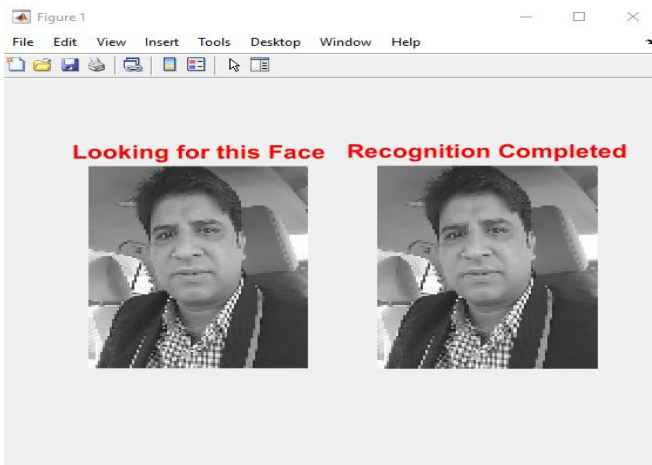 Figure 1
File Edit View Insert Tools Desktop Window Help
Looking for this Face Recognition Completed